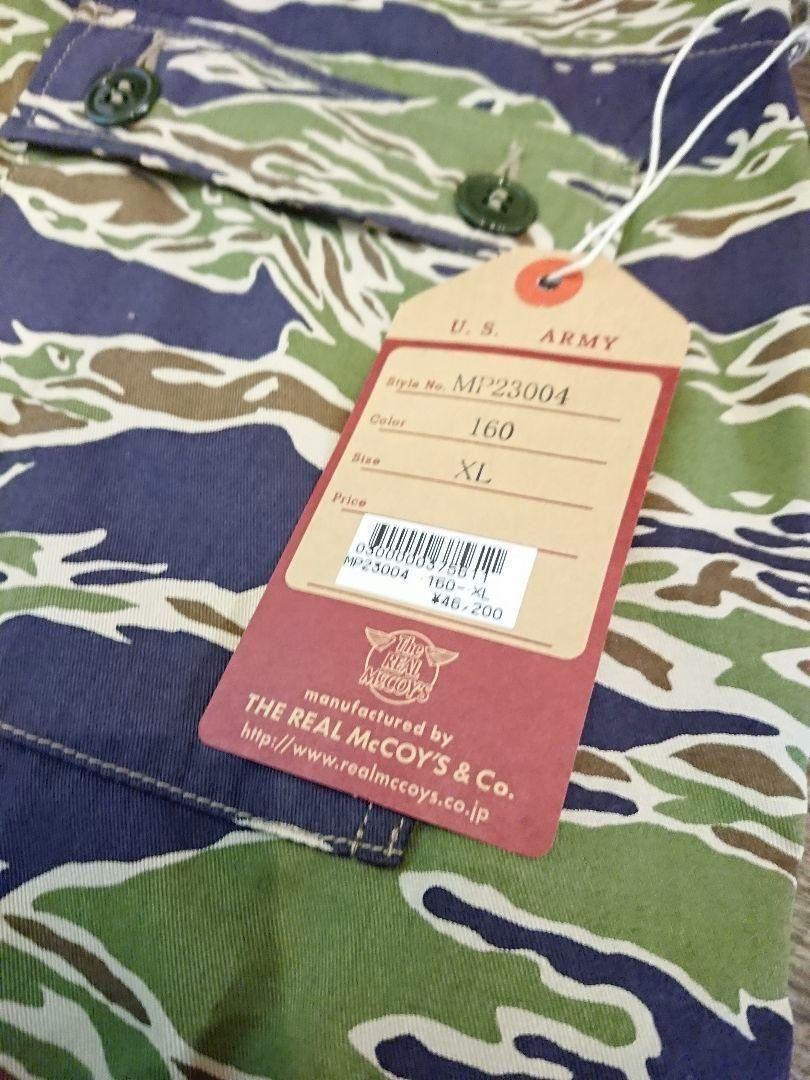 U.S. ARMY
Style No. MP23004
Color 160
Size XL
Price
MP23004 160- XL
¥46,200
The
REAL
McCOY'S
manufactured by
THE REAL McCOY'S & Co.
http://www.realmccoys.co.jp